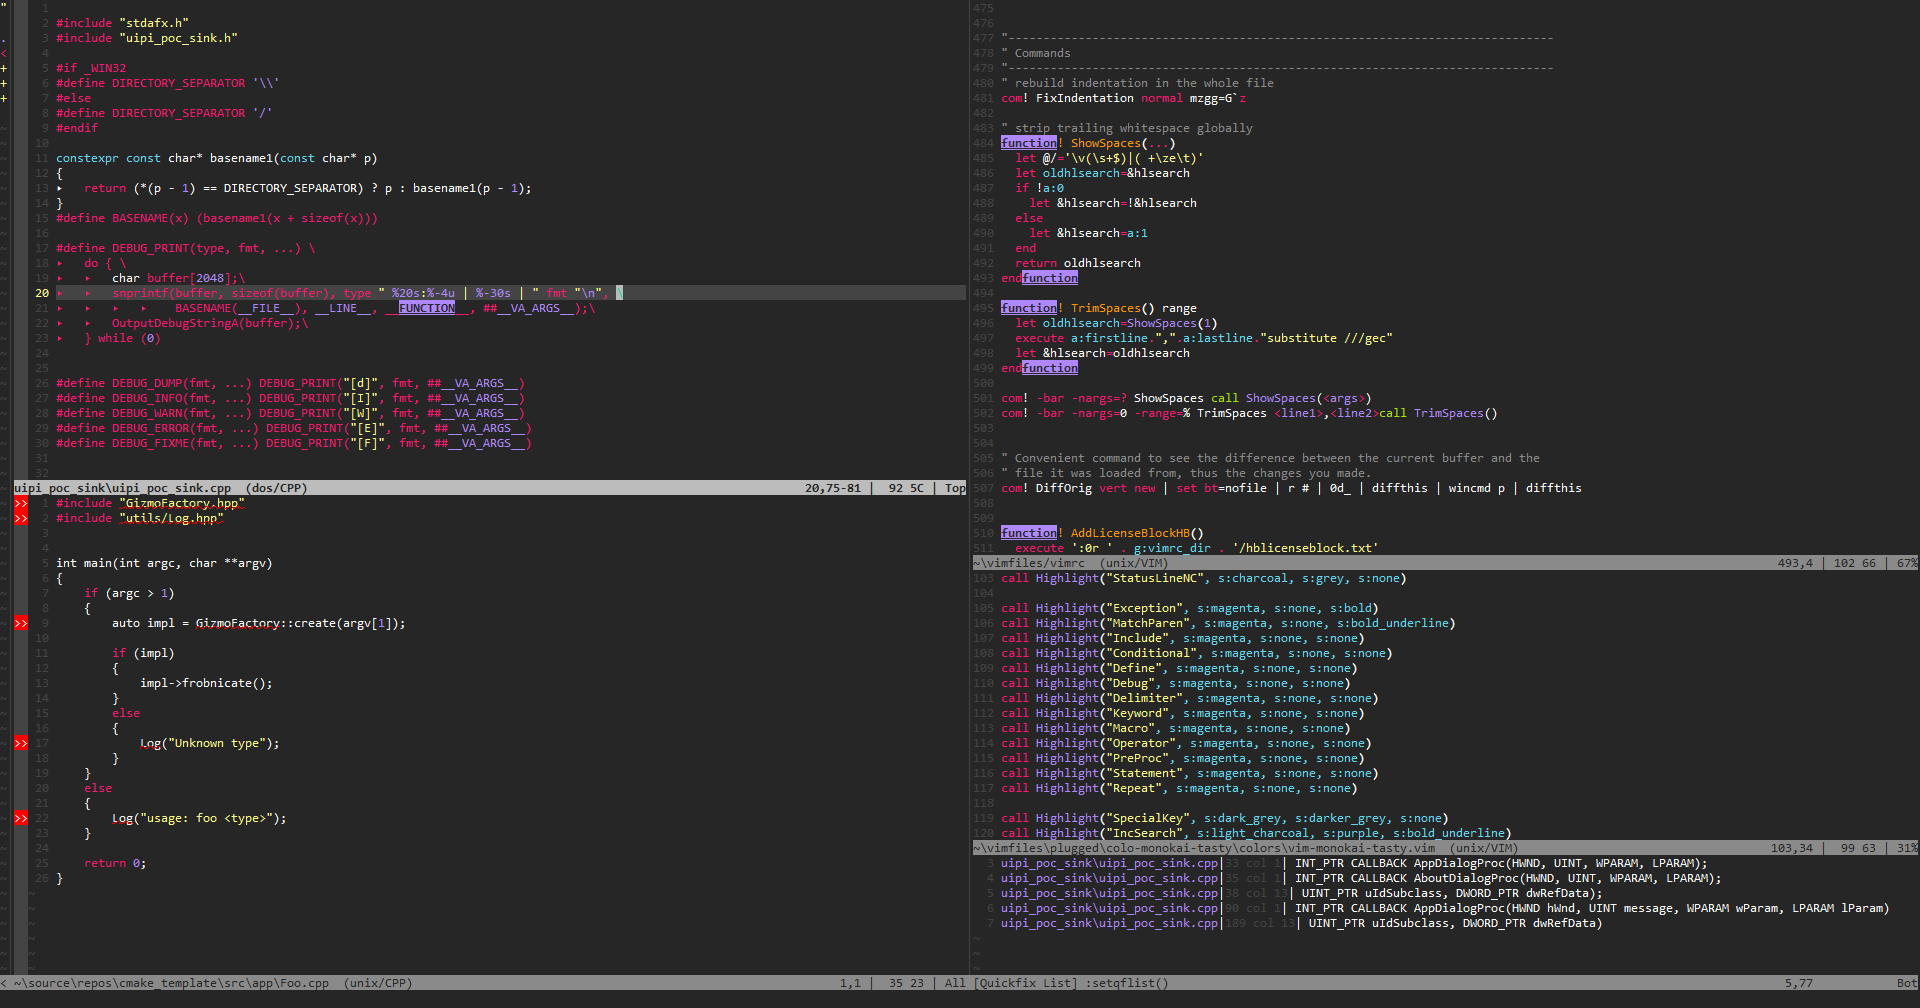 1
2 #include "stdafx.h"
3 #include "uipi_poc_sink.h"
4
5 #if _WIN32
6 #define DIRECTORY_SEPARATOR '\\'
7 #else
8 #define DIRECTORY_SEPARATOR '/'
9 #endif
10
11 constexpr const char* basename1(const char* p)
12 {
13 ▸   return (*(p - 1) == DIRECTORY_SEPARATOR) ? p : basename1(p - 1);
14 }
15 #define BASENAME(x) (basename1(x + sizeof(x)))
16
17 #define DEBUG_PRINT(type, fmt, ...) \
18 ▸   do { \
19 ▸   ▸   char buffer[2048];\
20 ▸   ▸   snprintf(buffer, sizeof(buffer), type " %20s:%-4u | %-30s | " fmt "\n", \
21 ▸   ▸   ▸   ▸   BASENAME(__FILE__), __LINE__, __FUNCTION__, ##__VA_ARGS__);\
22 ▸   ▸   OutputDebugStringA(buffer);\
23 ▸   } while (0)
24
25
26 #define DEBUG_DUMP(fmt, ...) DEBUG_PRINT("[d]", fmt, ##__VA_ARGS__)
27 #define DEBUG_INFO(fmt, ...) DEBUG_PRINT("[I]", fmt, ##__VA_ARGS__)
28 #define DEBUG_WARN(fmt, ...) DEBUG_PRINT("[W]", fmt, ##__VA_ARGS__)
29 #define DEBUG_ERROR(fmt, ...) DEBUG_PRINT("[E]", fmt, ##__VA_ARGS__)
30 #define DEBUG_FIXME(fmt, ...) DEBUG_PRINT("[F]", fmt, ##__VA_ARGS__)
31
32
uipi_poc_sink\uipi_poc_sink.cpp  (dos/CPP) 20,75-81 |  92 5C | Top
>> 1 #include "GizmoFactory.hpp"
>> 2 #include "utils/Log.hpp"
3
4
5 int main(int argc, char **argv)
6 {
7     if (argc > 1)
8     {
>> 9         auto impl = GizmoFactory::create(argv[1]);
10
11         if (impl)
12         {
13             impl->frobnicate();
14         }
15         else
16         {
>> 17             Log("Unknown type");
18         }
19     }
20     else
21     {
>> 22         Log("usage: foo <type>");
23     }
24
25     return 0;
26 }
< ~\source\repos\cmake_template\src\app\Foo.cpp  (unix/CPP) 1,1 |  35 23 | All
475
476
477 "------------------------------------------------------------------------------
478 " Commands
479 "------------------------------------------------------------------------------
480 " rebuild indentation in the whole file
481 com! FixIndentation normal mzgg=G`z
482
483 " strip trailing whitespace globally
484 function! ShowSpaces(...)
485   let @/='\v(\s+$)|( +\ze\t)'
486   let oldhlsearch=&hlsearch
487   if !a:0
488     let &hlsearch=!&hlsearch
489   else
490     let &hlsearch=a:1
491   end
492   return oldhlsearch
493 endfunction
494
495 function! TrimSpaces() range
496   let oldhlsearch=ShowSpaces(1)
497   execute a:firstline.",".a:lastline."substitute ///gec"
498   let &hlsearch=oldhlsearch
499 endfunction
500
501 com! -bar -nargs=? ShowSpaces call ShowSpaces(<args>)
502 com! -bar -nargs=0 -range=% TrimSpaces <line1>,<line2>call TrimSpaces()
503
504
505 " Convenient command to see the difference between the current buffer and the
506 " file it was loaded from, thus the changes you made.
507 com! DiffOrig vert new | set bt=nofile | r # | 0d_ | diffthis | wincmd p | diffthis
508
509
510 function! AddLicenseBlockHB()
511   execute ':0r ' . g:vimrc_dir . '/hblicenseblock.txt'
~\vimfiles/vimrc  (unix/VIM) 493,4 | 102 66 | 67%
103 call Highlight("StatusLineNC", s:charcoal, s:grey, s:none)
104
105 call Highlight("Exception", s:magenta, s:none, s:bold)
106 call Highlight("MatchParen", s:magenta, s:none, s:bold_underline)
107 call Highlight("Include", s:magenta, s:none, s:none)
108 call Highlight("Conditional", s:magenta, s:none, s:none)
109 call Highlight("Define", s:magenta, s:none, s:none)
110 call Highlight("Debug", s:magenta, s:none, s:none)
111 call Highlight("Delimiter", s:magenta, s:none, s:none)
112 call Highlight("Keyword", s:magenta, s:none, s:none)
113 call Highlight("Macro", s:magenta, s:none, s:none)
114 call Highlight("Operator", s:magenta, s:none, s:none)
115 call Highlight("PreProc", s:magenta, s:none, s:none)
116 call Highlight("Statement", s:magenta, s:none, s:none)
117 call Highlight("Repeat", s:magenta, s:none, s:none)
118
119 call Highlight("SpecialKey", s:dark_grey, s:darker_grey, s:none)
120 call Highlight("IncSearch", s:light_charcoal, s:purple, s:bold_underline)
~\vimfiles\plugged\colo-monokai-tasty\colors\vim-monokai-tasty.vim  (unix/VIM) 103,34 |  99 63 | 31%
3 uipi_poc_sink\uipi_poc_sink.cpp|33 col 1| INT_PTR CALLBACK AppDialogProc(HWND, UINT, WPARAM, LPARAM);
4 uipi_poc_sink\uipi_poc_sink.cpp|35 col 1| INT_PTR CALLBACK AboutDialogProc(HWND, UINT, WPARAM, LPARAM);
5 uipi_poc_sink\uipi_poc_sink.cpp|38 col 13| UINT_PTR uIdSubclass, DWORD_PTR dwRefData);
6 uipi_poc_sink\uipi_poc_sink.cpp|90 col 1| INT_PTR CALLBACK AppDialogProc(HWND hWnd, UINT message, WPARAM wParam, LPARAM lParam)
7 uipi_poc_sink\uipi_poc_sink.cpp|189 col 13| UINT_PTR uIdSubclass, DWORD_PTR dwRefData)
[Quickfix List] :setqflist() 5,77 Bot